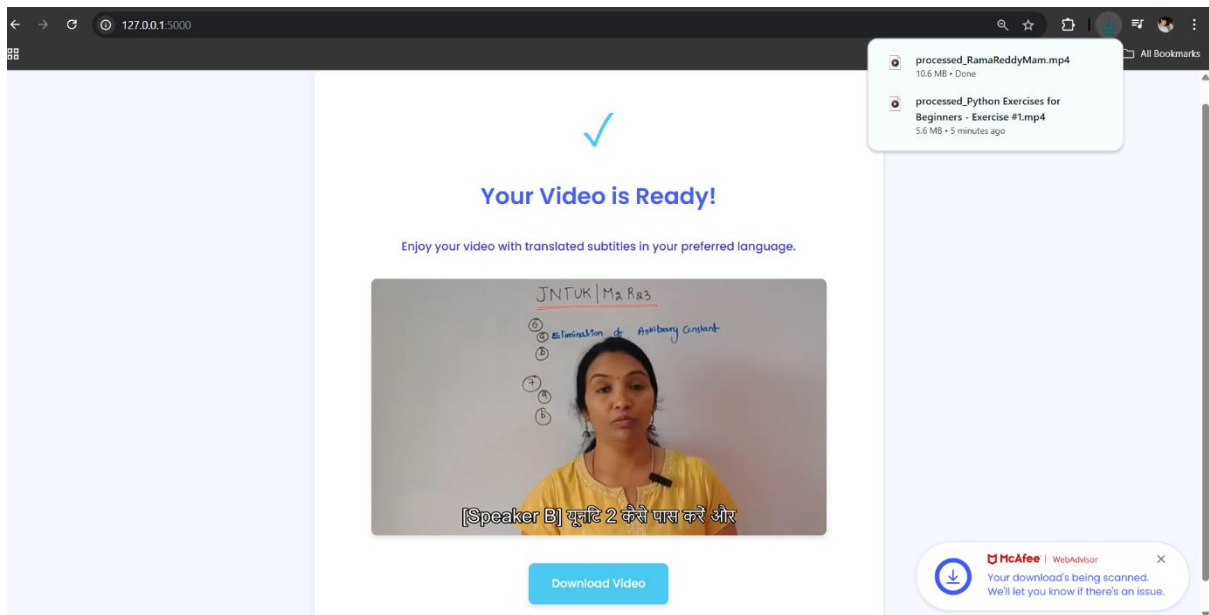 127.0.0.1:5000
All Bookmarks
processed_RamaReddyMam.mp4
10.6 MB • Done
processed_Python Exercises for
Beginners - Exercise #1.mp4
5.6 MB • 5 minutes ago
Your Video is Ready!
Enjoy your video with translated subtitles in your preferred language.
JNTUK | M2 R23
6
a Elimination of Arbitrary Constant
b
7
a
b
[Speaker B] यूनिट 2 कैसे पास करें और
Download Video
McAfee | WebAdvisor
Your download's being scanned.
We'll let you know if there's an issue.